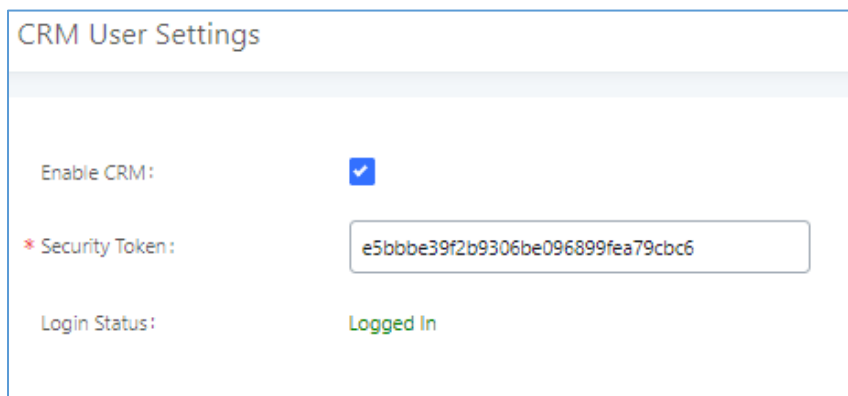 CRM User Settings
Enable CRM:
* Security Token: e5bbbe39f2b9306be096899fea79cbc6
Login Status: Logged In